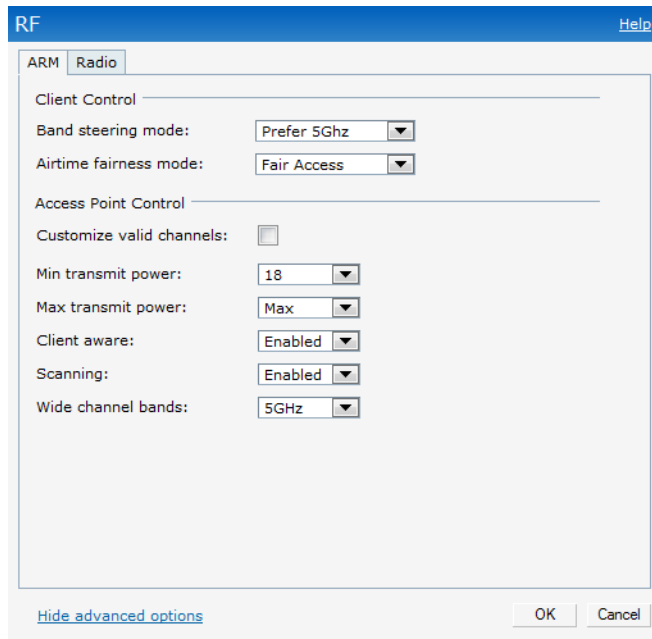 RF Help
ARM Radio
Client Control
Band steering mode: Prefer 5Ghz
Airtime fairness mode: Fair Access
Access Point Control
Customize valid channels:
Min transmit power: 18
Max transmit power: Max
Client aware: Enabled
Scanning: Enabled
Wide channel bands: 5GHz
Hide advanced options OK Cancel